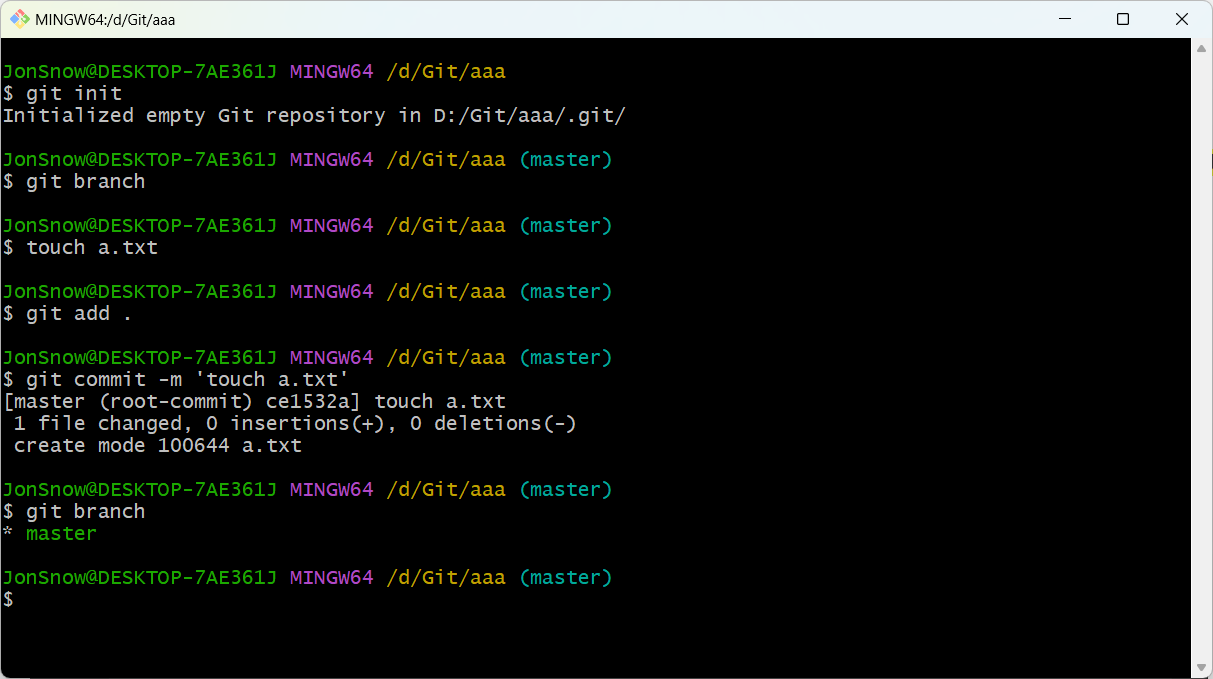 MINGW64:/d/Git/aaa
JonSnow@DESKTOP-7AE361J MINGW64 /d/Git/aaa
$ git init
Initialized empty Git repository in D:/Git/aaa/.git/
JonSnow@DESKTOP-7AE361J MINGW64 /d/Git/aaa (master)
$ git branch
JonSnow@DESKTOP-7AE361J MINGW64 /d/Git/aaa (master)
$ touch a.txt
JonSnow@DESKTOP-7AE361J MINGW64 /d/Git/aaa (master)
$ git add .
JonSnow@DESKTOP-7AE361J MINGW64 /d/Git/aaa (master)
$ git commit -m 'touch a.txt'
[master (root-commit) ce1532a] touch a.txt
 1 file changed, 0 insertions(+), 0 deletions(-)
 create mode 100644 a.txt
JonSnow@DESKTOP-7AE361J MINGW64 /d/Git/aaa (master)
$ git branch
* master
JonSnow@DESKTOP-7AE361J MINGW64 /d/Git/aaa (master)
$